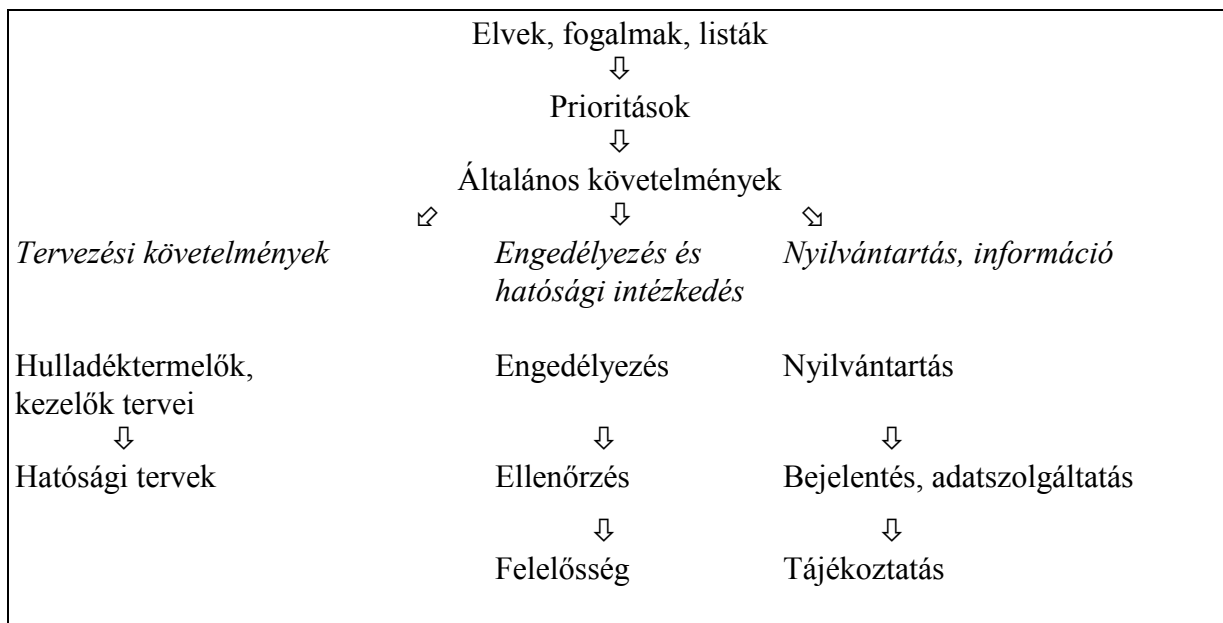 Elvek, fogalmak, listák
⇩
Prioritások
⇩
Általános követelmények
⬃ ⇩ ⬂
Tervezési követelmények Engedélyezés és Nyilvántartás, információ
hatósági intézkedés
Hulladéktermelők, Engedélyezés Nyilvántartás
kezelők tervei
⇩ ⇩ ⇩
Hatósági tervek Ellenőrzés Bejelentés, adatszolgáltatás
⇩ ⇩
Felelősség Tájékoztatás